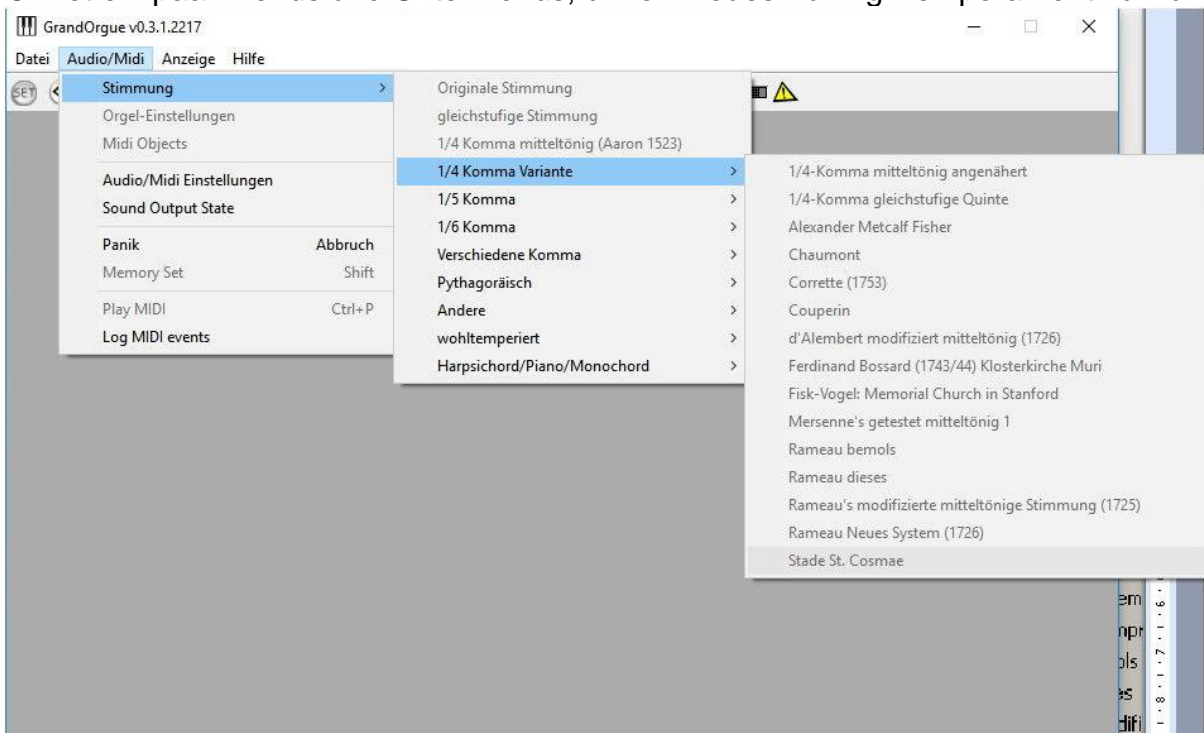 GrandOrgue v0.3.1.2217
Datei Audio/Midi Anzeige Hilfe
SET
Stimmung
Orgel-Einstellungen
Midi Objects
Audio/Midi Einstellungen
Sound Output State
Panik Abbruch
Memory Set Shift
Play MIDI Ctrl+P
Log MIDI events
Originale Stimmung
gleichstufige Stimmung
1/4 Komma mitteltönig (Aaron 1523)
1/4 Komma Variante
1/5 Komma
1/6 Komma
Verschiedene Komma
Pythagoräisch
Andere
wohltemperiert
Harpsichord/Piano/Monochord
1/4-Komma mitteltönig angenähert
1/4-Komma gleichstufige Quinte
Alexander Metcalf Fisher
Chaumont
Corrette (1753)
Couperin
d'Alembert modifiziert mitteltönig (1726)
Ferdinand Bossard (1743/44) Klosterkirche Muri
Fisk-Vogel: Memorial Church in Stanford
Mersenne's getestet mitteltönig 1
Rameau bemols
Rameau dieses
Rameau's modifizierte mitteltönige Stimmung (1725)
Rameau Neues System (1726)
Stade St. Cosmae
6
7
8